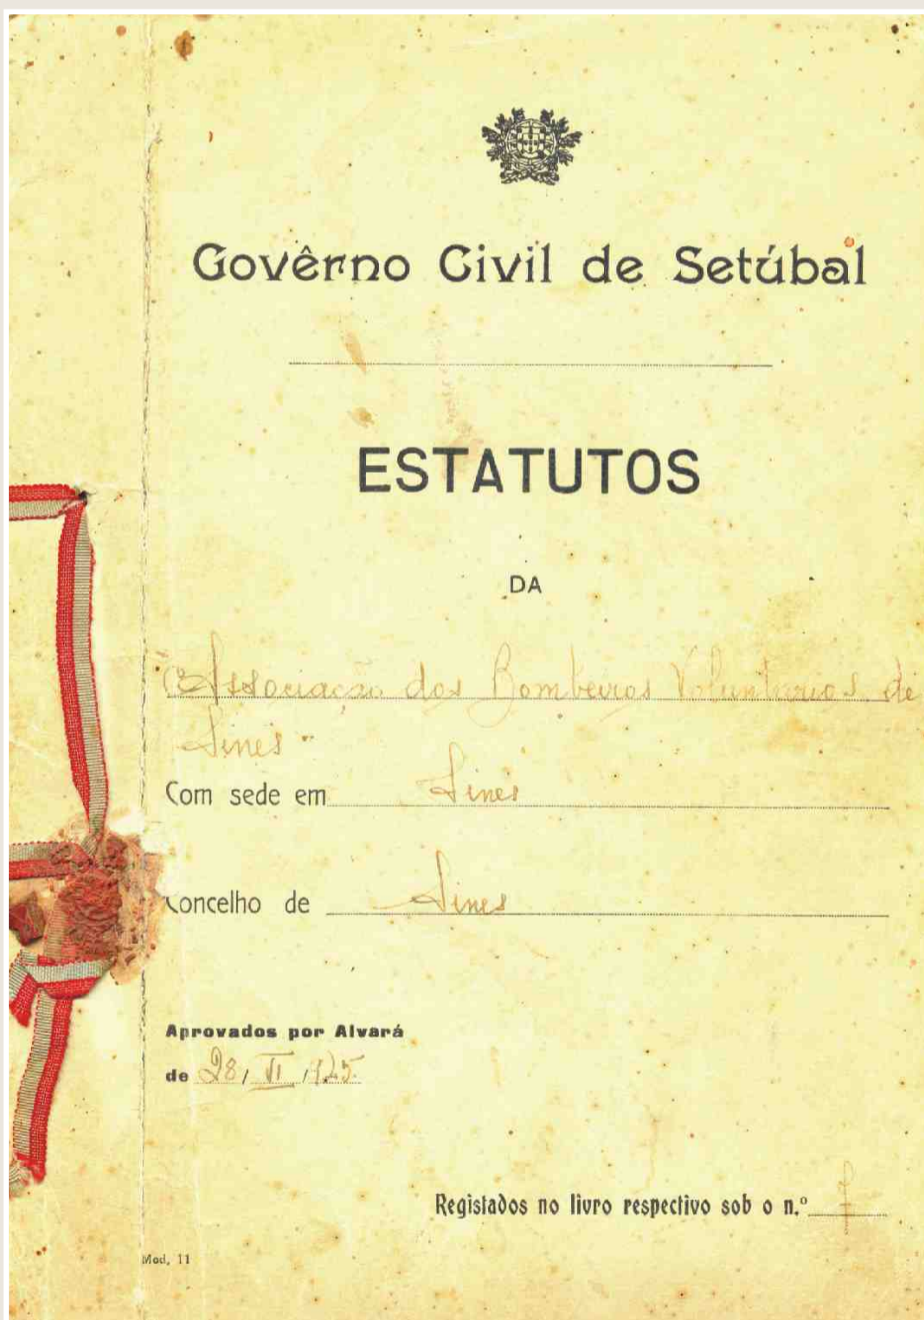 Govêrno Civil de Setúbal
ESTATUTOS
DA
"Associação dos Bombeiros Voluntarios de
Sines"
Com sede em Sines
Concelho de Sines
Aprovados por Alvará
de 28, VI, 925
Registados no livro respectivo sob o n.º 7
Mod. 11